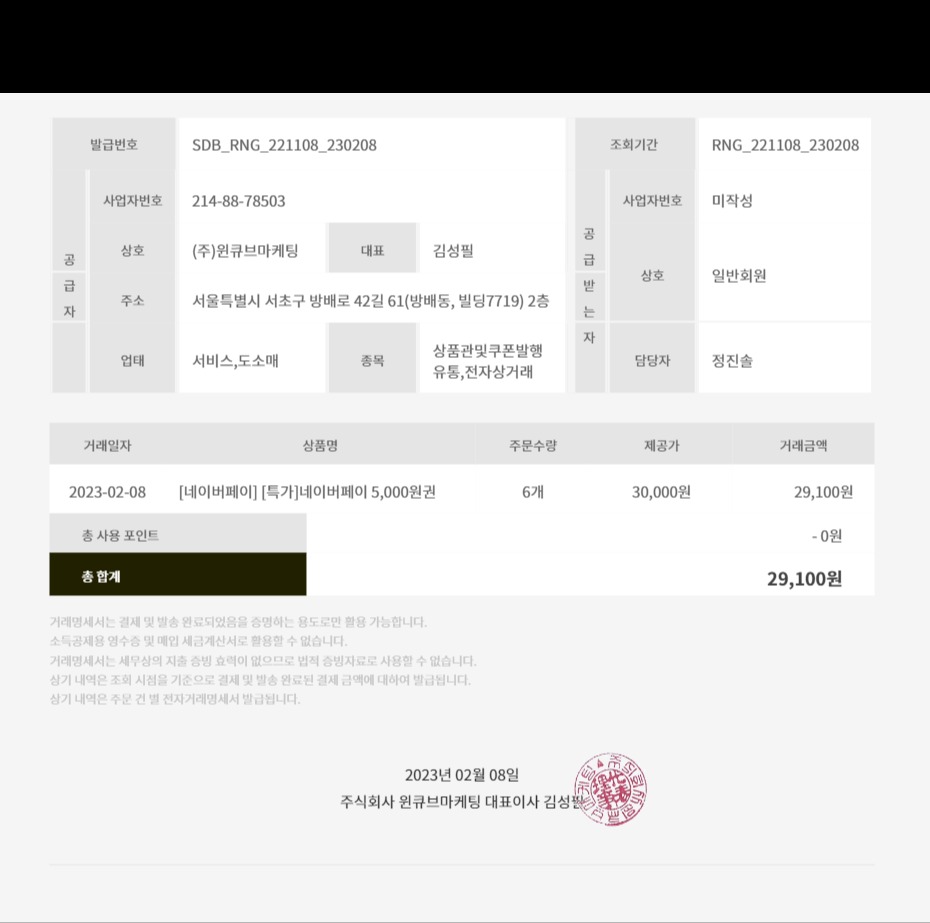 발급번호 SDB_RNG_221108_230208 조회기간 RNG_221108_230208
공급자 사업자번호 214-88-78503 공급받는자 사업자번호 미작성
상호 (주)윈큐브마케팅 대표 김성필 상호 일반회원
주소 서울특별시 서초구 방배로 42길 61(방배동, 빌딩7719) 2층
업태 서비스,도소매 종목 상품관및쿠폰발행 담당자 정진솔
유통,전자상거래
거래일자 상품명 주문수량 제공가 거래금액
2023-02-08 [네이버페이] [특가]네이버페이 5,000원권 6개 30,000원 29,100원
총 사용 포인트 - 0원
총 합계 29,100원
거래명세서는 결제 및 발송 완료되었음을 증명하는 용도로만 활용 가능합니다.
소득공제용 영수증 및 매입 세금계산서로 활용할 수 없습니다.
거래명세서는 세무상의 지출 증빙 효력이 없으므로 법적 증빙자료로 사용할 수 없습니다.
상기 내역은 조회 시점을 기준으로 결제 및 발송 완료된 결제 금액에 대하여 발급됩니다.
상기 내역은 주문 건 별 전자거래명세서 발급됩니다.
2023년 02월 08일
주식회사 윈큐브마케팅 대표이사 김성필